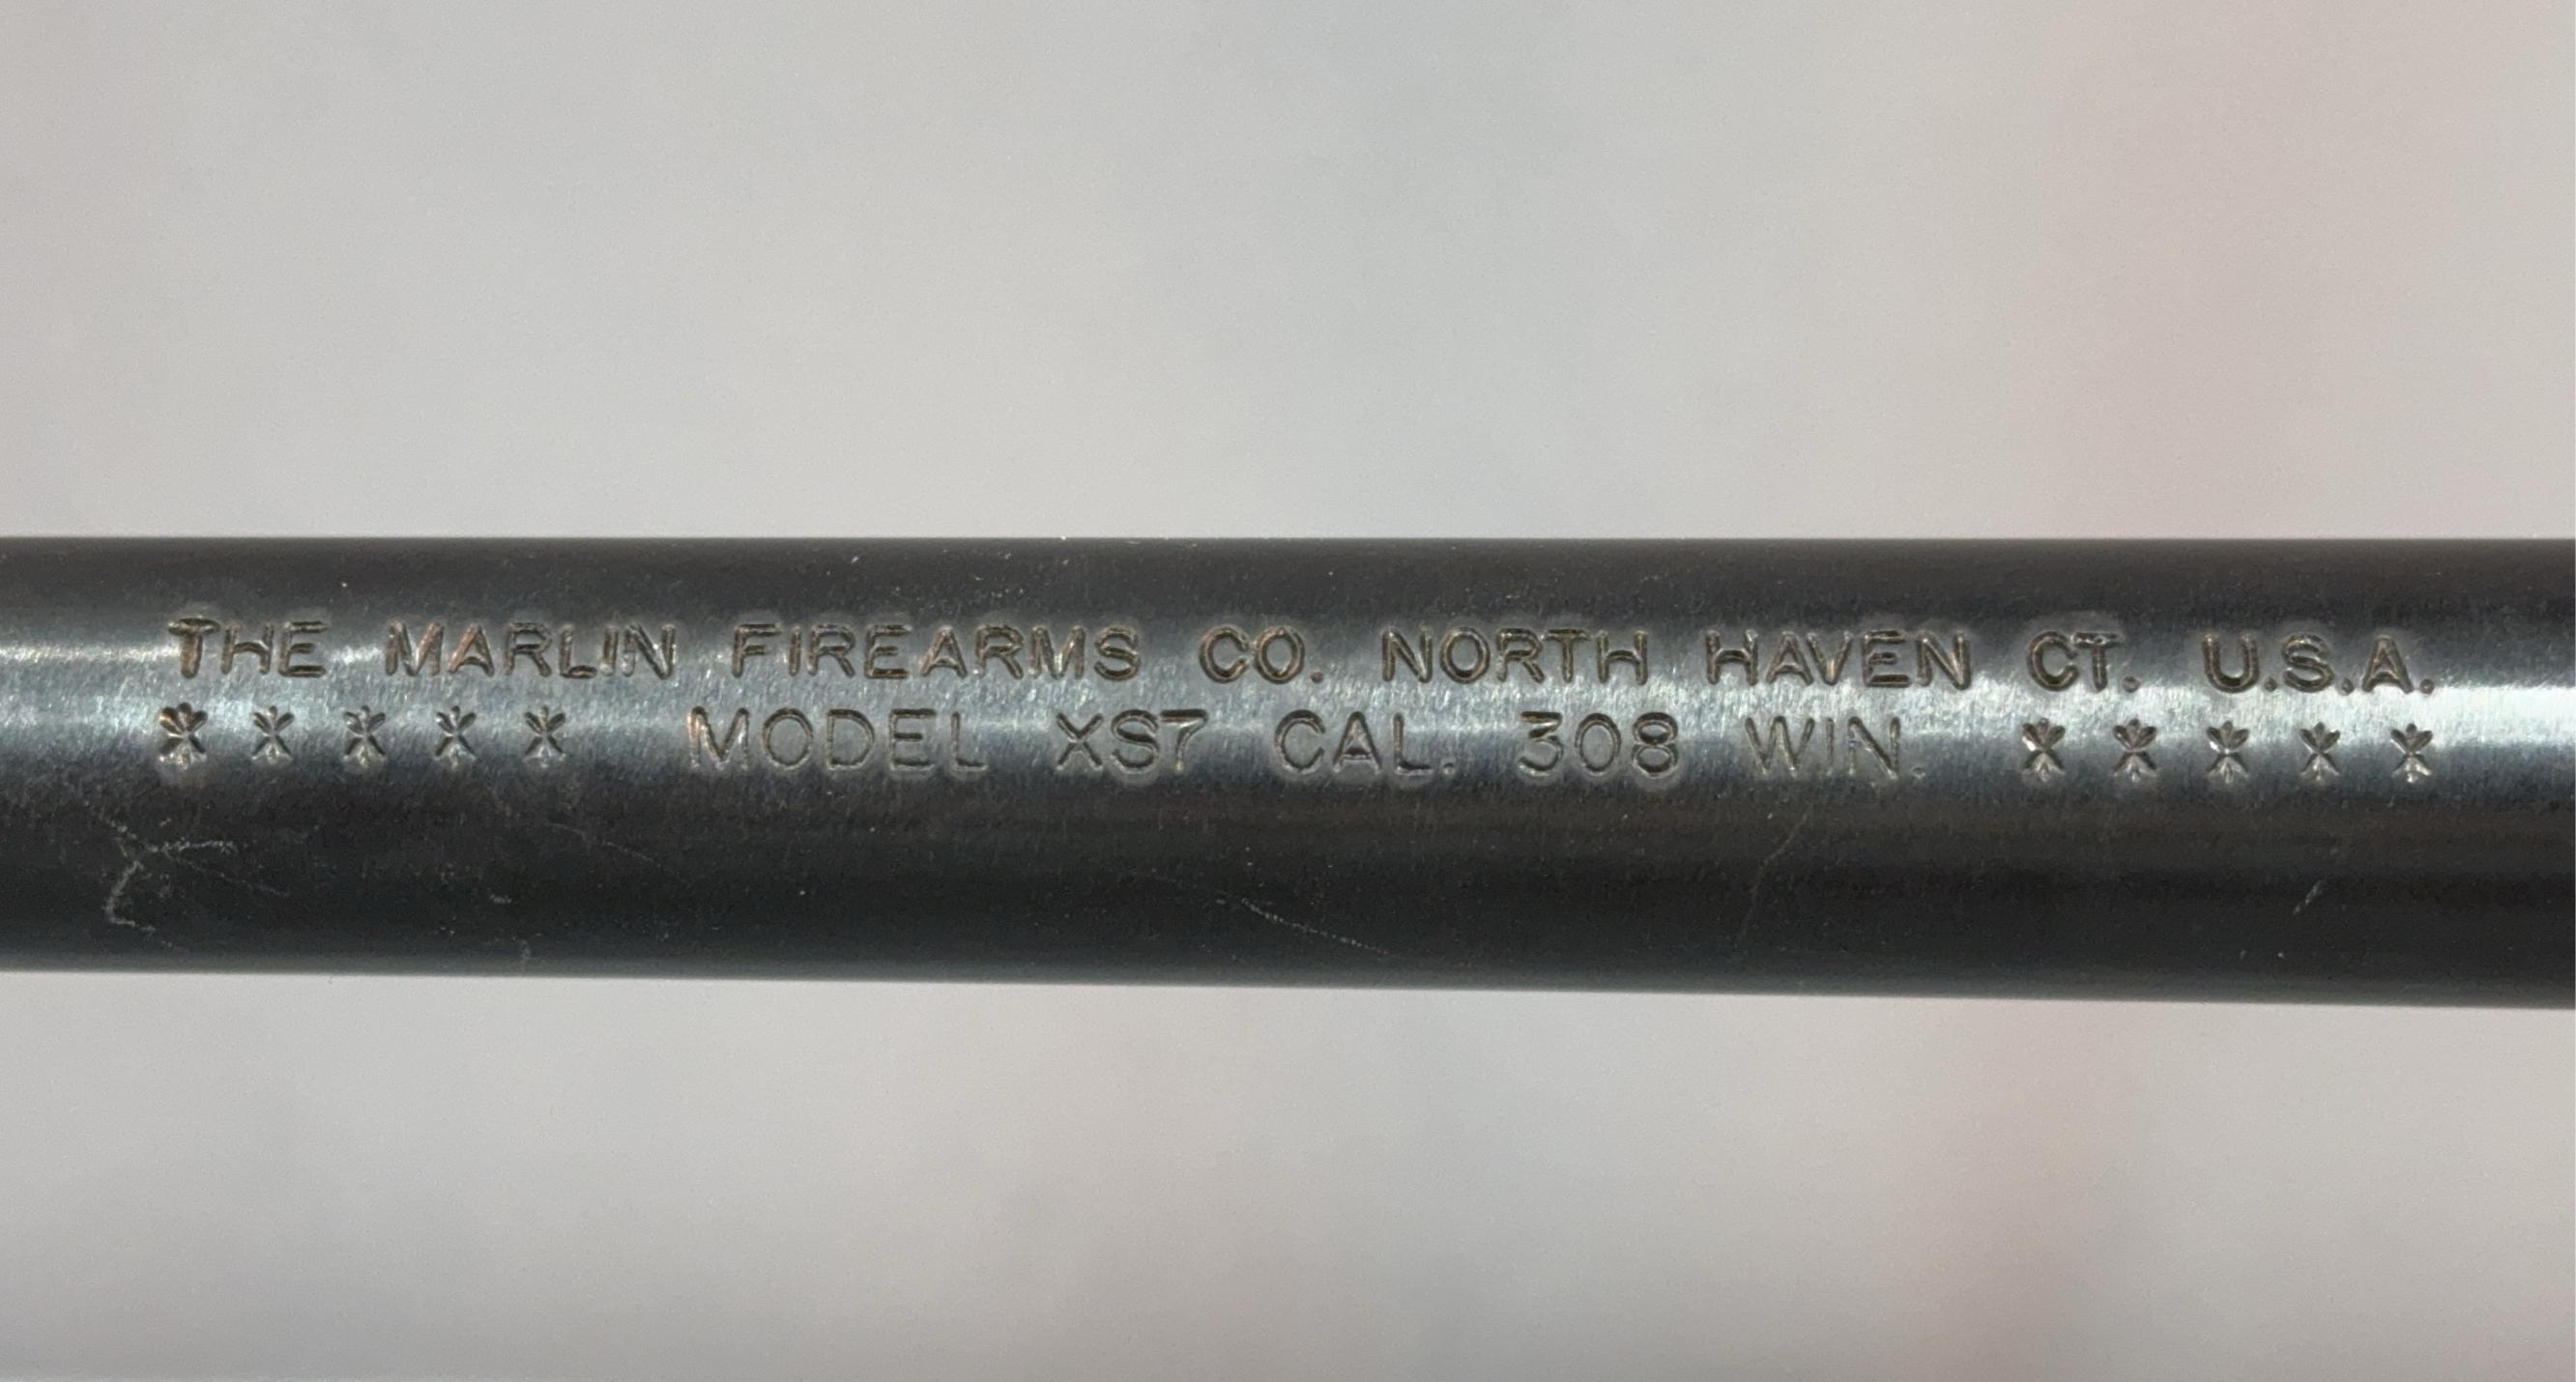 THE MARLIN FIREARMS CO. NORTH HAVEN CT. U.S.A.
* * * * * MODEL XS7 CAL. 308 WIN. * * * * *